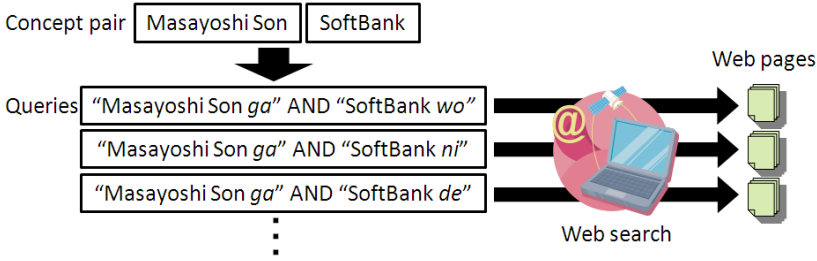 Concept pair Masayoshi Son SoftBank
Web pages
Queries “Masayoshi Son ga” AND “SoftBank wo”
“Masayoshi Son ga” AND “SoftBank ni”
“Masayoshi Son ga” AND “SoftBank de”
@
Web search